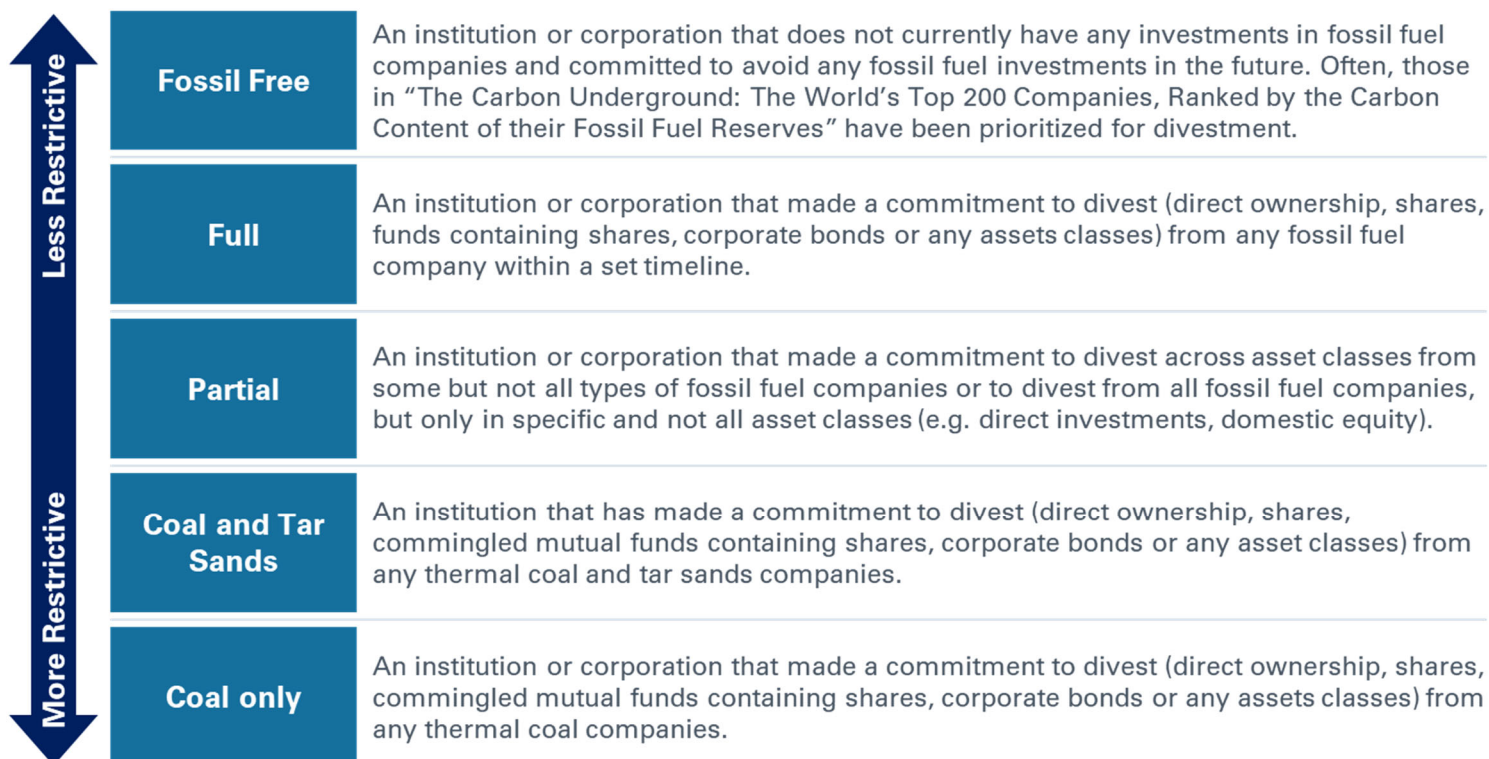 Less Restrictive
More Restrictive
Fossil Free
An institution or corporation that does not currently have any investments in fossil fuel
companies and committed to avoid any fossil fuel investments in the future. Often, those
in “The Carbon Underground: The World’s Top 200 Companies, Ranked by the Carbon
Content of their Fossil Fuel Reserves” have been prioritized for divestment.
Full
An institution or corporation that made a commitment to divest (direct ownership, shares,
funds containing shares, corporate bonds or any assets classes) from any fossil fuel
company within a set timeline.
Partial
An institution or corporation that made a commitment to divest across asset classes from
some but not all types of fossil fuel companies or to divest from all fossil fuel companies,
but only in specific and not all asset classes (e.g. direct investments, domestic equity).
Coal and Tar
Sands
An institution that has made a commitment to divest (direct ownership, shares,
commingled mutual funds containing shares, corporate bonds or any asset classes) from
any thermal coal and tar sands companies.
Coal only
An institution or corporation that made a commitment to divest (direct ownership, shares,
commingled mutual funds containing shares, corporate bonds or any assets classes) from
any thermal coal companies.